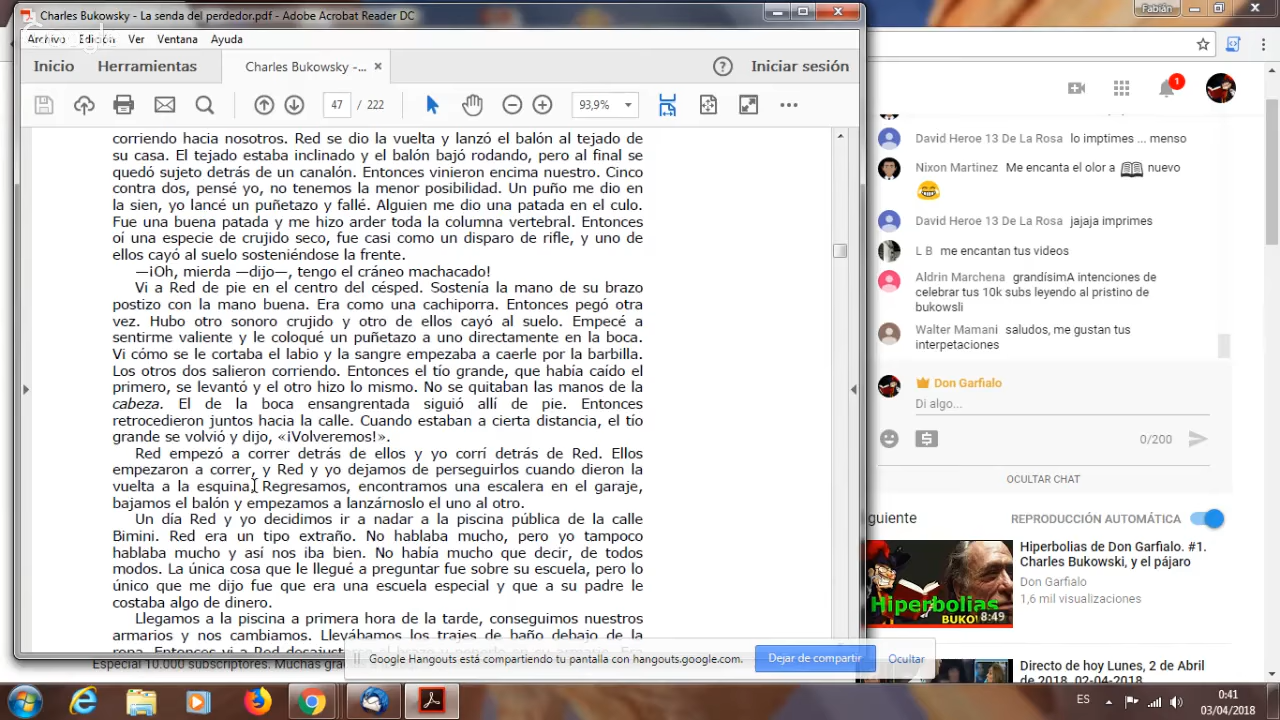 Charles Bukowsky - La senda del perdedor.pdf - Adobe Acrobat Reader DC
Fabián
Google
Archivo Edición Ver Ventana Ayuda
Inicio Herramientas Charles Bukowsky -... × Iniciar sesión
47 / 222 93,9%
corriendo hacia nosotros. Red se dio la vuelta y lanzó el balón al tejado de
su casa. El tejado estaba inclinado y el balón bajó rodando, pero al final se
quedó sujeto detrás de un canalón. Entonces vinieron encima nuestro. Cinco
contra dos, pensé yo, no tenemos la menor posibilidad. Un puño me dio en
la sien, yo lancé un puñetazo y fallé. Alguien me dio una patada en el culo.
Fue una buena patada y me hizo arder toda la columna vertebral. Entonces
oí una especie de crujido seco, fue casi como un disparo de rifle, y uno de
ellos cayó al suelo sosteniéndose la frente.
—¡Oh, mierda —dijo—, tengo el cráneo machacado!
Vi a Red de pie en el centro del césped. Sostenía la mano de su brazo
postizo con la mano buena. Era como una cachiporra. Entonces pegó otra
vez. Hubo otro sonoro crujido y otro de ellos cayó al suelo. Empecé a
sentirme valiente y le coloqué un puñetazo a uno directamente en la boca.
Vi cómo se le cortaba el labio y la sangre empezaba a caerle por la barbilla.
Los otros dos salieron corriendo. Entonces el tío grande, que había caído el
primero, se levantó y el otro hizo lo mismo. No se quitaban las manos de la
cabeza. El de la boca ensangrentada siguió allí de pie. Entonces
retrocedieron juntos hacia la calle. Cuando estaban a cierta distancia, el tío
grande se volvió y dijo, «¡Volveremos!».
Red empezó a correr detrás de ellos y yo corrí detrás de Red. Ellos
empezaron a correr, y Red y yo dejamos de perseguirlos cuando dieron la
vuelta a la esquina. Regresamos, encontramos una escalera en el garaje,
bajamos el balón y empezamos a lanzárnoslo el uno al otro.
Un día Red y yo decidimos ir a nadar a la piscina pública de la calle
Bimini. Red era un tipo extraño. No hablaba mucho, pero yo tampoco
hablaba mucho y así nos iba bien. No había mucho que decir, de todos
modos. La única cosa que le llegué a preguntar fue sobre su escuela, pero lo
único que me dijo fue que era una escuela especial y que a su padre le
costaba algo de dinero.
Llegamos a la piscina a primera hora de la tarde, conseguimos nuestros
armarios y nos cambiamos. Llevábamos los trajes de baño debajo de la
ropa. Entonces vi a Red
Especial 10.000 subscriptores. Muchas
Google Hangouts está compartiendo tu pantalla con hangouts.google.com. Dejar de compartir Ocultar
1
David Heroe 13 De La Rosa lo imptimes ... menso
Nixon Martinez Me encanta el olor a nuevo
David Heroe 13 De La Rosa jajaja imprimes
L B me encantan tus videos
Aldrin Marchena grandísimA intenciones de
celebrar tus 10k subs leyendo al pristino de
bukowsli
Walter Mamani saludos, me gustan tus
interpetaciones
Don Garfialo
Di algo...
0/200
OCULTAR CHAT
guiente REPRODUCCIÓN AUTOMÁTICA
Hiperbolias
BUKO
8:49
Hiperbolias de Don Garfialo. #1.
Charles Bukowski, y el pájaro
Don Garfialo
1,6 mil visualizaciones
Directo de hoy Lunes, 2 de Abril
de 2018. 02-04-2018
ES
0:41
03/04/2018